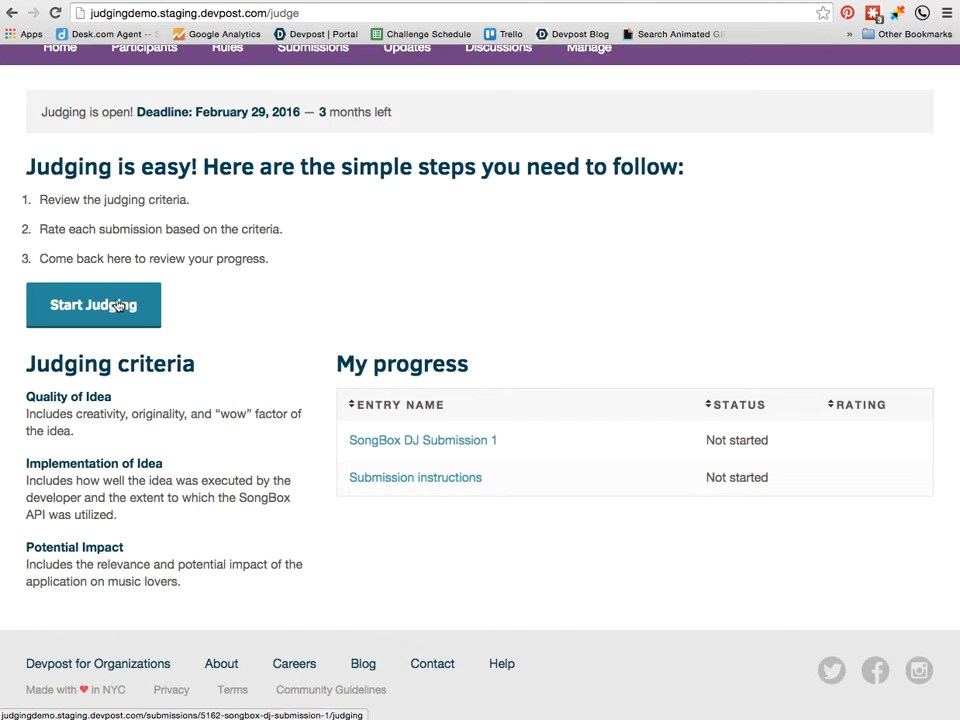 judgingdemo.staging.devpost.com/judge
Apps Desk.com Agent -- Google Analytics Devpost | Portal Challenge Schedule Trello Devpost Blog Search Animated » Other Bookmarks
Home Participants Rules Submissions Updates Discussions Manage
Judging is open! Deadline: February 29, 2016 — 3 months left
Judging is easy! Here are the simple steps you need to follow:
1. Review the judging criteria.
2. Rate each submission based on the criteria.
3. Come back here to review your progress.
Start Judging
Judging criteria
Quality of Idea
Includes creativity, originality, and “wow” factor of
the idea.
Implementation of Idea
Includes how well the idea was executed by the
developer and the extent to which the SongBox
API was utilized.
Potential Impact
Includes the relevance and potential impact of the
application on music lovers.
My progress
ENTRY NAME STATUS RATING
SongBox DJ Submission 1 Not started
Submission instructions Not started
Devpost for Organizations About Careers Blog Contact Help
Made with ♥ in NYC Privacy Terms Community Guidelines
judgingdemo.staging.devpost.com/submissions/5162-songbox-dj-submission-1/judging